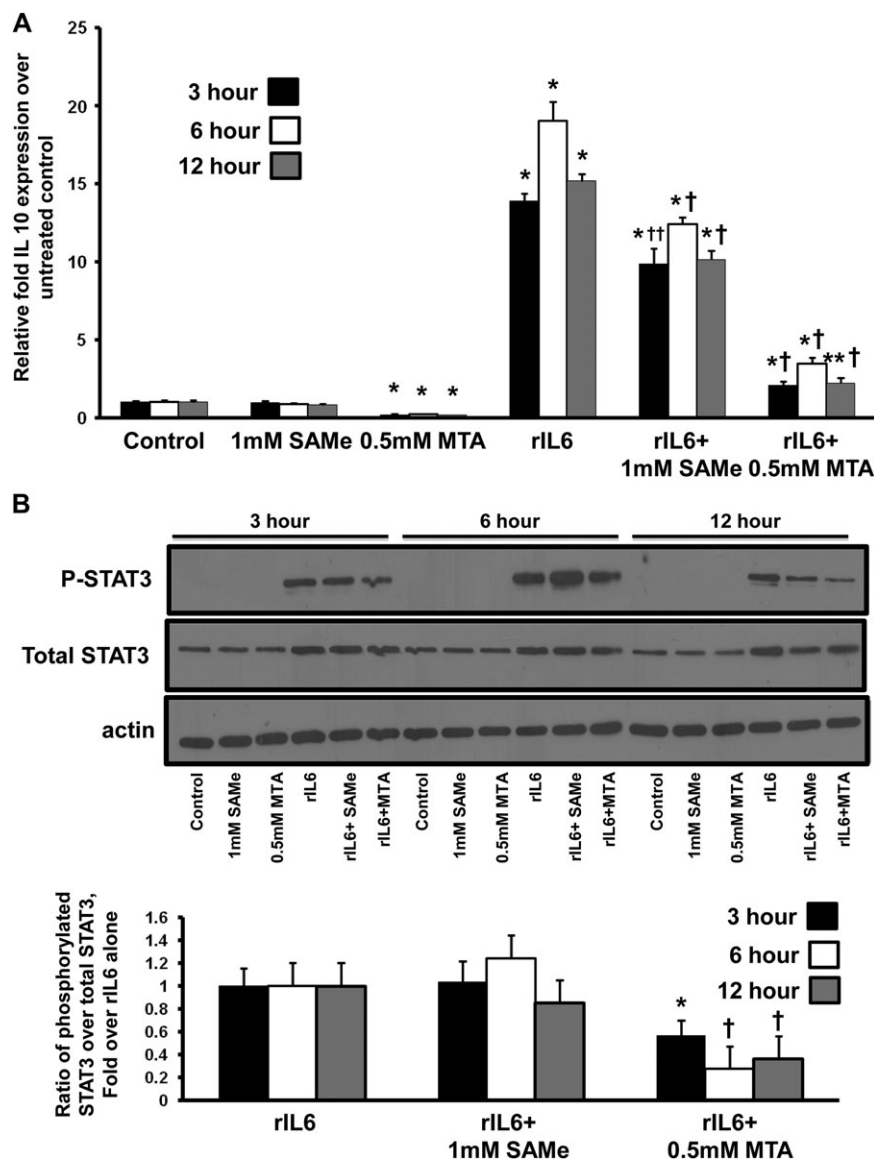 A
Relative fold IL 10 expression over
untreated control
25
20
15
10
5
0
3 hour
6 hour
12 hour
* * *
* * *
*†† *† *†
*† *† **†
Control 1mM SAMe 0.5mM MTA rIL6 rIL6+ rIL6+
1mM SAMe 0.5mM MTA
B
3 hour 6 hour 12 hour
P-STAT3
Total STAT3
actin
Control 1mM SAMe 0.5mM MTA rIL6 rIL6+ SAMe rIL6+MTA Control 1mM SAMe 0.5mM MTA rIL6 rIL6+ SAMe rIL6+MTA Control 1mM SAMe 0.5mM MTA rIL6 rIL6+ SAMe rIL6+MTA
Ratio of phosphorylated
STAT3 over total STAT3,
Fold over rIL6 alone
1.6
1.4
1.2
1
0.8
0.6
0.4
0.2
0
3 hour
6 hour
12 hour
* † †
rIL6 rIL6+ rIL6+
1mM SAMe 0.5mM MTA